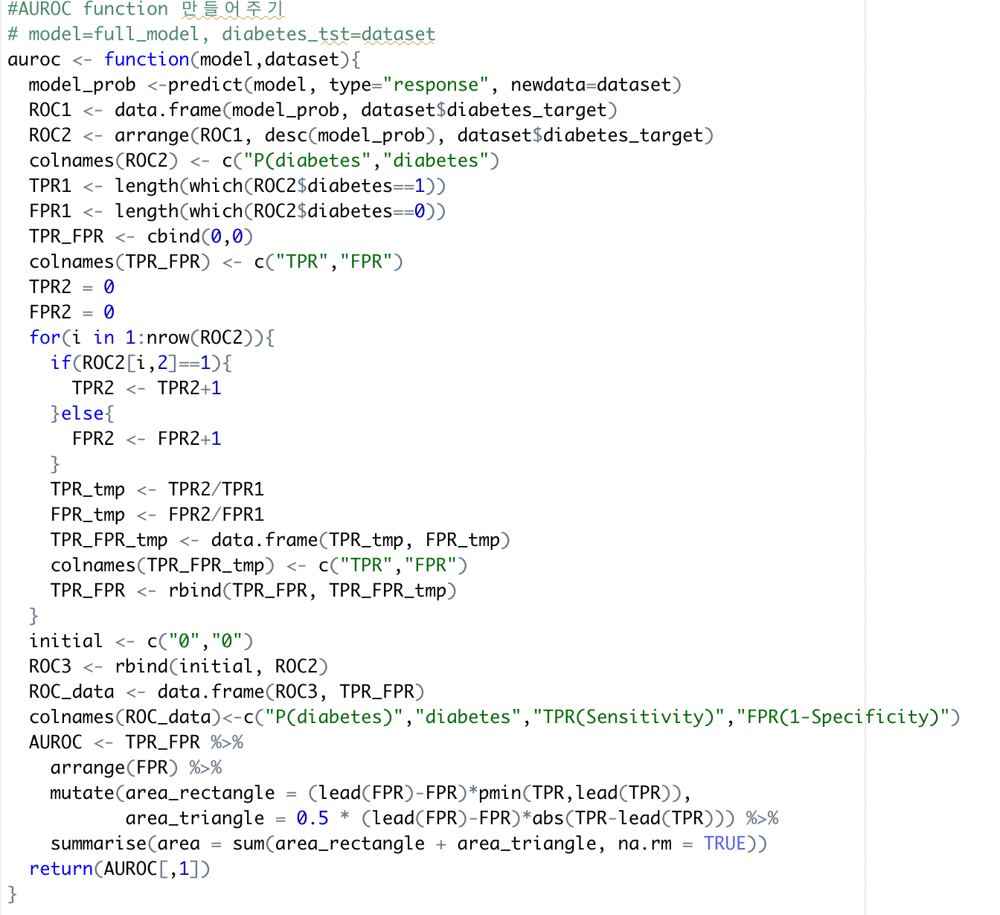 #AUROC function 만들어주기
# model=full_model, diabetes_tst=dataset
auroc <- function(model,dataset){
  model_prob <-predict(model, type="response", newdata=dataset)
  ROC1 <- data.frame(model_prob, dataset$diabetes_target)
  ROC2 <- arrange(ROC1, desc(model_prob), dataset$diabetes_target)
  colnames(ROC2) <- c("P(diabetes","diabetes")
  TPR1 <- length(which(ROC2$diabetes==1))
  FPR1 <- length(which(ROC2$diabetes==0))
  TPR_FPR <- cbind(0,0)
  colnames(TPR_FPR) <- c("TPR","FPR")
  TPR2 = 0
  FPR2 = 0
  for(i in 1:nrow(ROC2)){
    if(ROC2[i,2]==1){
      TPR2 <- TPR2+1
    }else{
      FPR2 <- FPR2+1
    }
    TPR_tmp <- TPR2/TPR1
    FPR_tmp <- FPR2/FPR1
    TPR_FPR_tmp <- data.frame(TPR_tmp, FPR_tmp)
    colnames(TPR_FPR_tmp) <- c("TPR","FPR")
    TPR_FPR <- rbind(TPR_FPR, TPR_FPR_tmp)
  }
  initial <- c("0","0")
  ROC3 <- rbind(initial, ROC2)
  ROC_data <- data.frame(ROC3, TPR_FPR)
  colnames(ROC_data)<-c("P(diabetes)","diabetes","TPR(Sensitivity)","FPR(1-Specificity)")
  AUROC <- TPR_FPR %>%
    arrange(FPR) %>%
    mutate(area_rectangle = (lead(FPR)-FPR)*pmin(TPR,lead(TPR)),
           area_triangle = 0.5 * (lead(FPR)-FPR)*abs(TPR-lead(TPR))) %>%
    summarise(area = sum(area_rectangle + area_triangle, na.rm = TRUE))
  return(AUROC[,1])
}